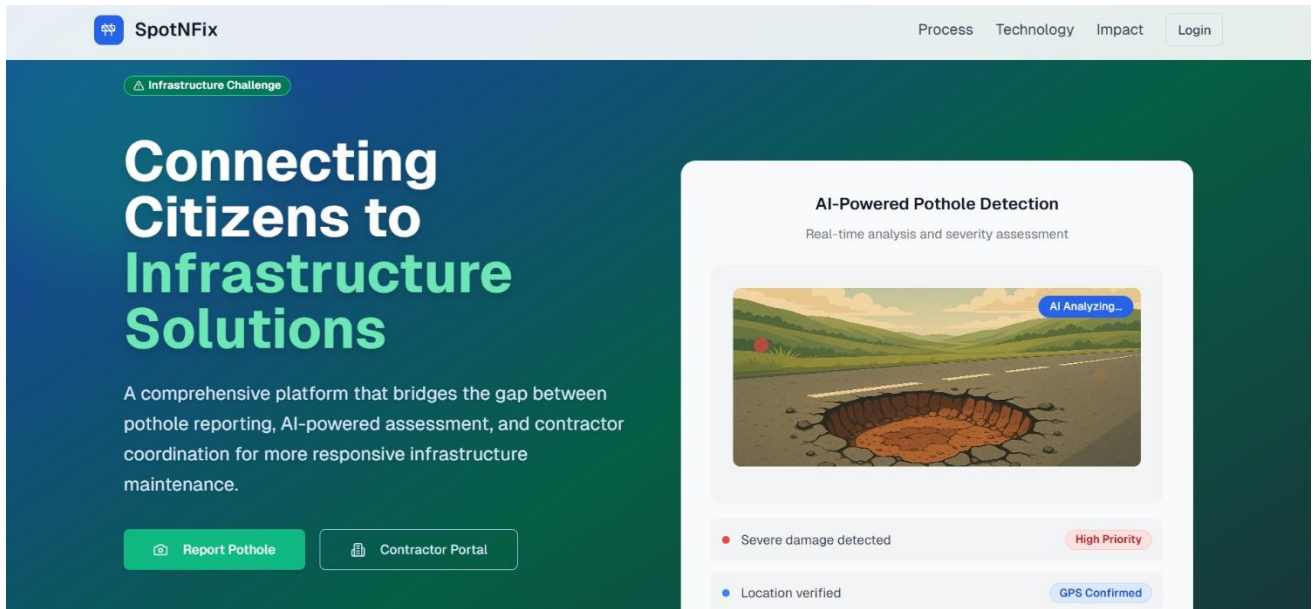 SpotNFix
Process
Technology
Impact
Login
Infrastructure Challenge
Connecting
Citizens to
Infrastructure
Solutions
A comprehensive platform that bridges the gap between
pothole reporting, AI-powered assessment, and contractor
coordination for more responsive infrastructure
maintenance.
Report Pothole
Contractor Portal
AI-Powered Pothole Detection
Real-time analysis and severity assessment
AI Analyzing...
Severe damage detected
High Priority
Location verified
GPS Confirmed